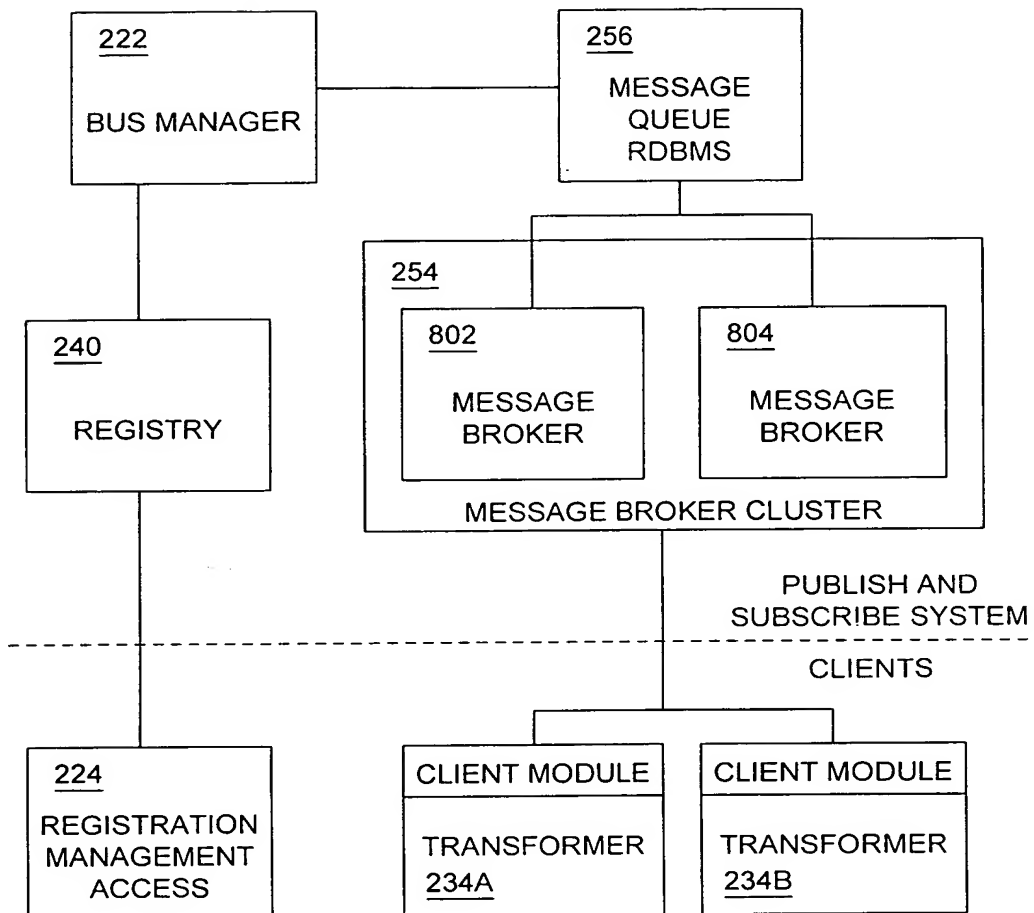 222
BUS MANAGER
256
MESSAGE
QUEUE
RDBMS
254
802
MESSAGE
BROKER
804
MESSAGE
BROKER
MESSAGE BROKER CLUSTER
240
REGISTRY
PUBLISH AND
SUBSCRIBE SYSTEM
CLIENTS
224
REGISTRATION
MANAGEMENT
ACCESS
CLIENT MODULE
TRANSFORMER
234A
CLIENT MODULE
TRANSFORMER
234B